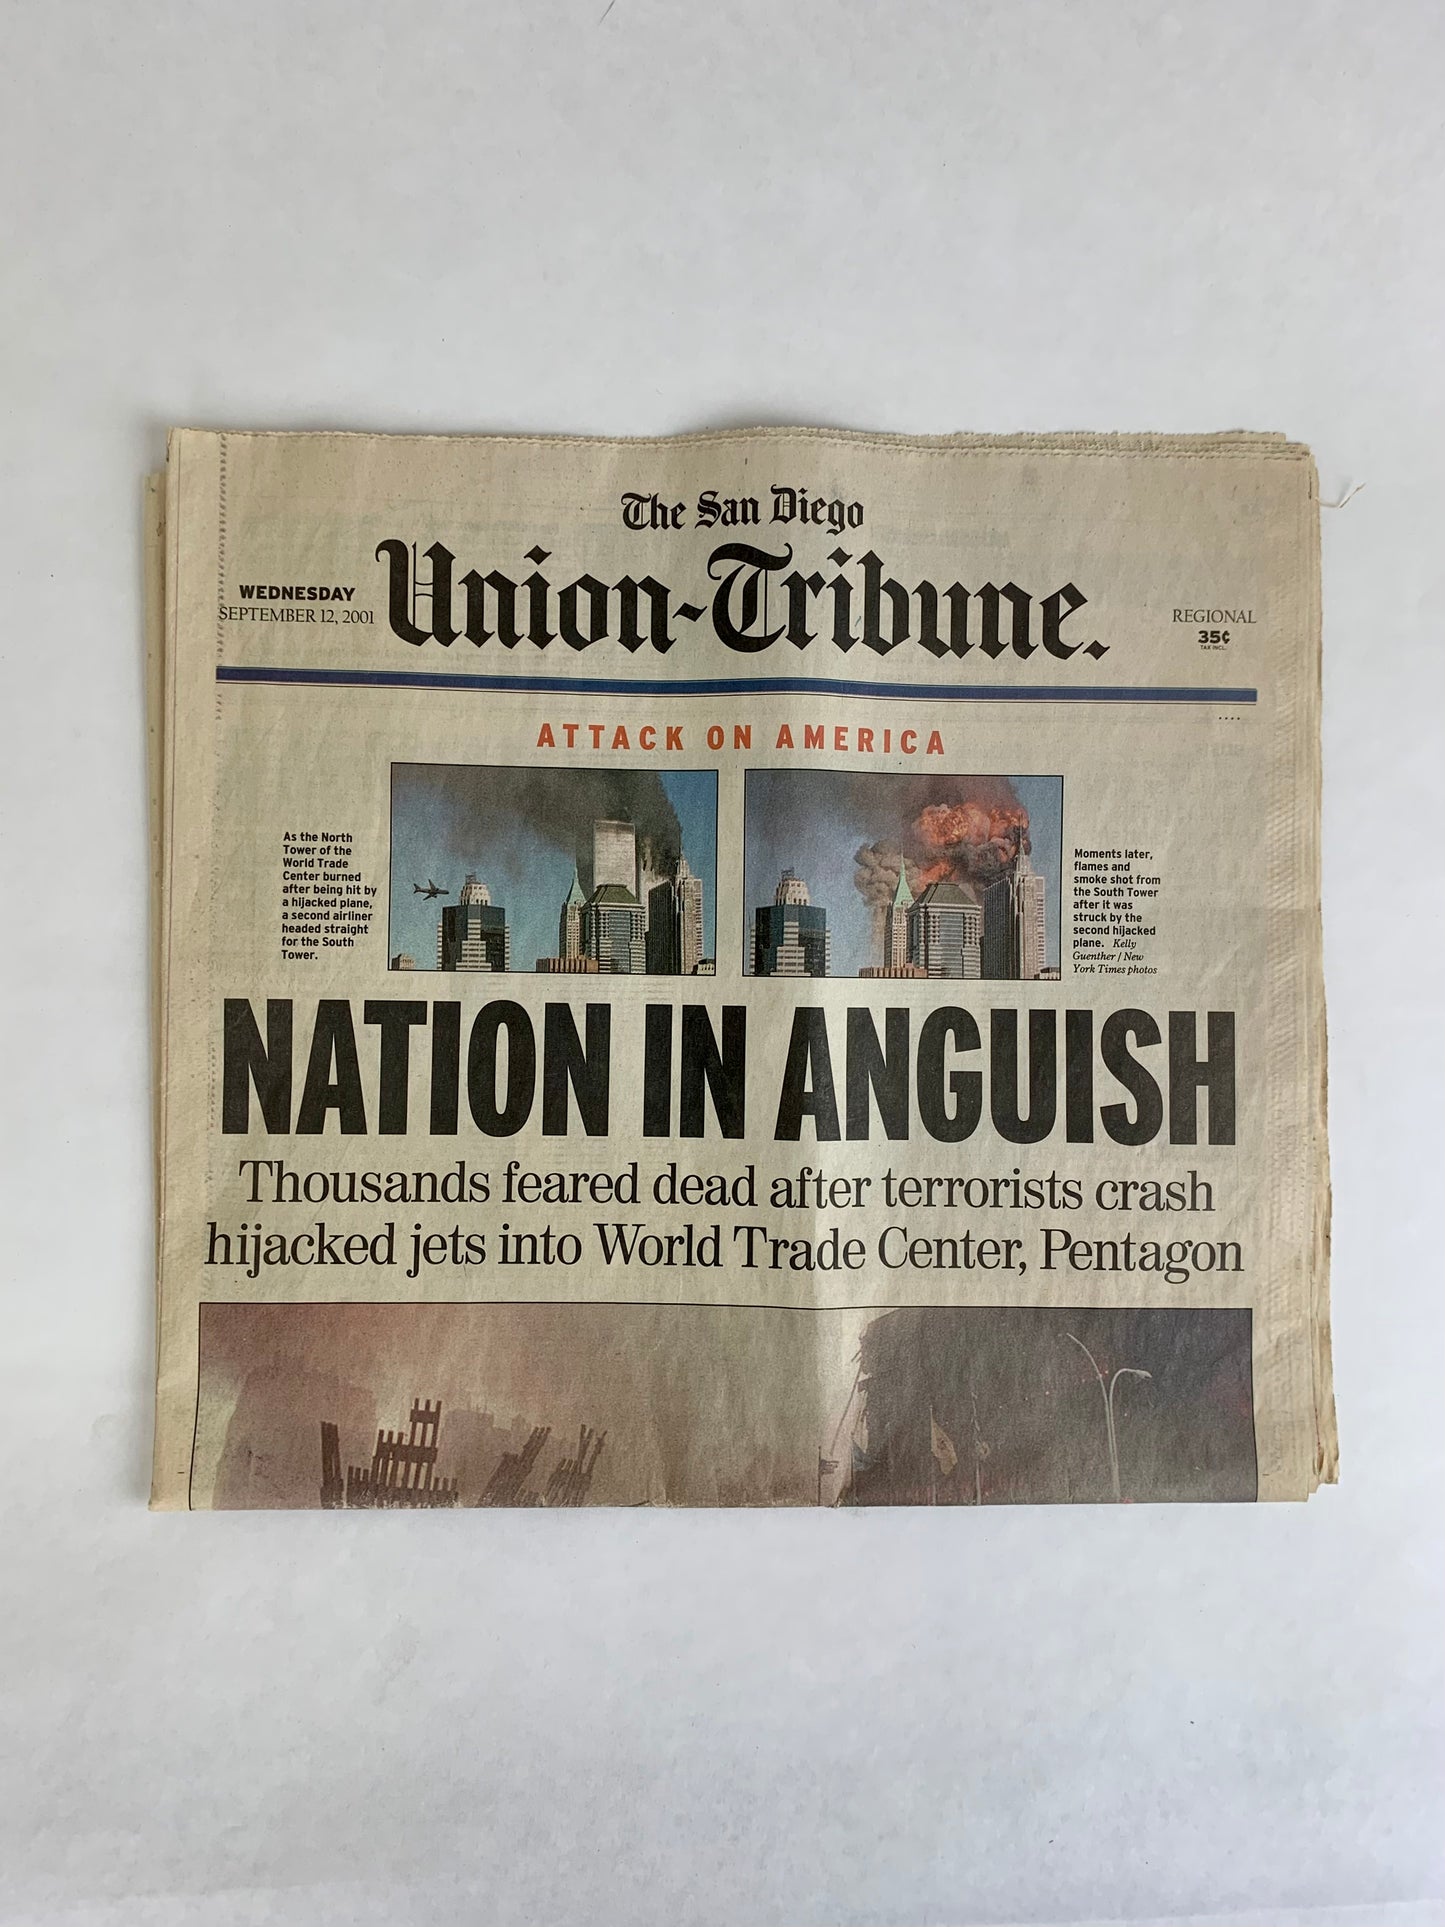 The San Diego
Union-Tribune.
WEDNESDAY
SEPTEMBER 12, 2001
REGIONAL
35¢
TAX INCL.
ATTACK ON AMERICA
As the North
Tower of the
World Trade
Center burned
after being hit by
a hijacked plane,
a second airliner
headed straight
for the South
Tower.
Moments later,
flames and
smoke shot from
the South Tower
after it was
struck by the
second hijacked
plane. Kelly
Guenther / New
York Times photos
NATION IN ANGUISH
Thousands feared dead after terrorists crash
hijacked jets into World Trade Center, Pentagon